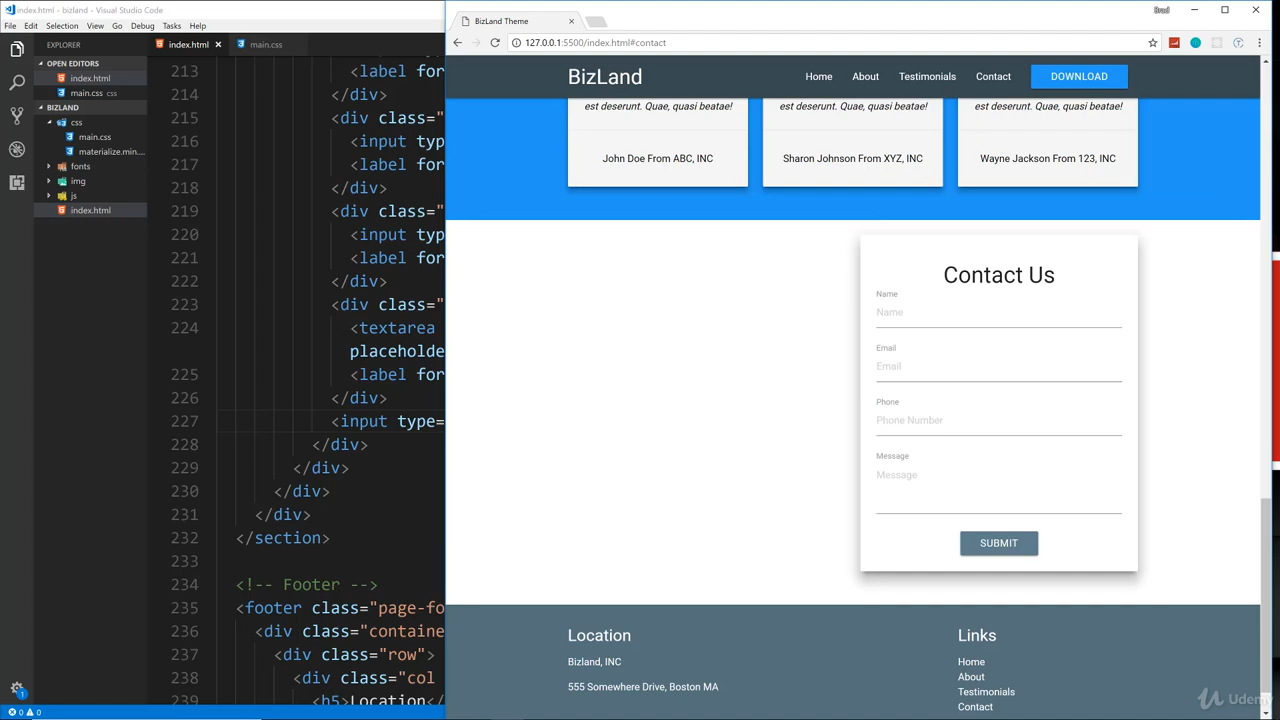 index.html - bizland - Visual Studio Code
File Edit Selection View Go Debug Tasks Help
EXPLORER
OPEN EDITORS
index.html
main.css css
BIZLAND
css
main.css
materialize.min....
fonts
img
js
index.html
index.html
main.css
213 <label for
214 </div>
215 <div class="
216 <input typ
217 <label for
218 </div>
219 <div class="
220 <input typ
221 <label for
222 </div>
223 <div class="
224 <textarea
placeholde
225 <label for
226 </div>
227 <input type=
228 </div>
229 </div>
230 </div>
231 </div>
232 </section>
233
234 <!-- Footer -->
235 <footer class="page-fo
236 <div class="containe
237 <div class="row">
238 <div class="col
239 <h5>Location</
1
0 0
BizLand Theme
Brad
127.0.0.1:5500/index.html#contact
BizLand
Home
About
Testimonials
Contact
DOWNLOAD
est deserunt. Quae, quasi beatae!
est deserunt. Quae, quasi beatae!
est deserunt. Quae, quasi beatae!
John Doe From ABC, INC
Sharon Johnson From XYZ, INC
Wayne Jackson From 123, INC
Contact Us
Name
Name
Email
Email
Phone
Phone Number
Message
Message
SUBMIT
Location
Bizland, INC
555 Somewhere Drive, Boston MA
Links
Home
About
Testimonials
Contact
Udemy